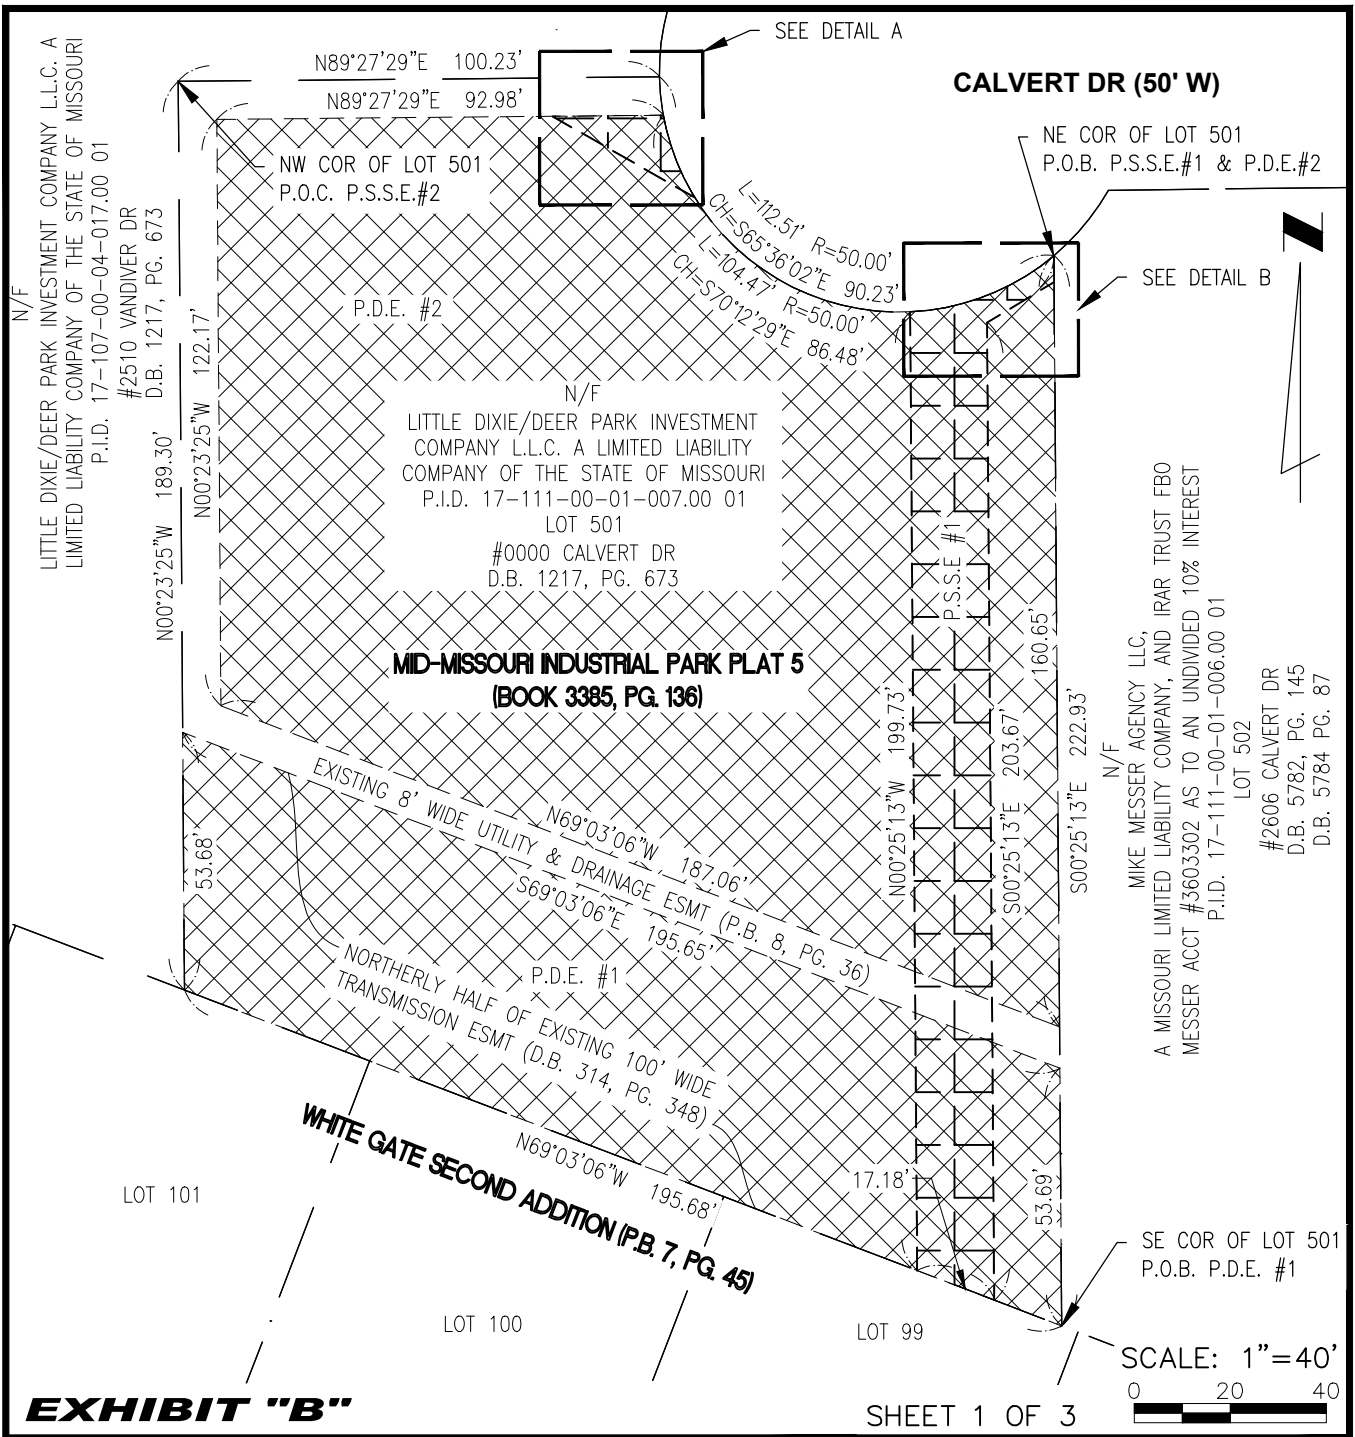 SEE DETAIL A
N89°27'29"E 100.23'
N89°27'29"E 92.98'
CALVERT DR (50' W)
NE COR OF LOT 501
P.O.B. P.S.S.E.#1 & P.D.E.#2
NW COR OF LOT 501
P.O.C. P.S.S.E.#2
N/F
LITTLE DIXIE/DEER PARK INVESTMENT COMPANY L.L.C. A
LIMITED LIABILITY COMPANY OF THE STATE OF MISSOURI
P.I.D. 17-107-00-04-017.00 01
#2510 VANDIVER DR
D.B. 1217, PG. 673
N00°23'25"W 189.30'
N00°23'25"W 122.17'
L=112.51' R=50.00'
CH=S65°36'02"E 90.23'
L=104.47' R=50.00'
CH=S70°12'29"E 86.48'
SEE DETAIL B
P.D.E. #2
N/F
LITTLE DIXIE/DEER PARK INVESTMENT
COMPANY L.L.C. A LIMITED LIABILITY
COMPANY OF THE STATE OF MISSOURI
P.I.D. 17-111-00-01-007.00 01
LOT 501
#0000 CALVERT DR
D.B. 1217, PG. 673
MID-MISSOURI INDUSTRIAL PARK PLAT 5
(BOOK 3385, PG. 136)
P.S.S.E #1
160.65'
N00°25'13"W 199.73'
S00°25'13"E 203.67'
S00°25'13"E 222.93'
N/F
MIKE MESSER AGENCY LLC,
A MISSOURI LIMITED LIABILITY COMPANY, AND IRAR TRUST FBO
MESSER ACCT #3603302 AS TO AN UNDIVIDED 10% INTEREST
P.I.D. 17-111-00-01-006.00 01
LOT 502
#2606 CALVERT DR
D.B. 5782, PG. 145
D.B. 5784 PG. 87
EXISTING 8' WIDE UTILITY & DRAINAGE ESMT (P.B. 8, PG. 36)
N69°03'06"W 187.06'
S69°03'06"E 195.65'
53.68'
P.D.E. #1
NORTHERLY HALF OF EXISTING 100' WIDE
TRANSMISSION ESMT (D.B. 314, PG. 348)
N69°03'06"W 195.68'
WHITE GATE SECOND ADDITION (P.B. 7, PG. 45)
17.18'
53.69'
LOT 101
LOT 100
LOT 99
SE COR OF LOT 501
P.O.B. P.D.E. #1
SCALE: 1"=40'
0 20 40
EXHIBIT "B"
SHEET 1 OF 3